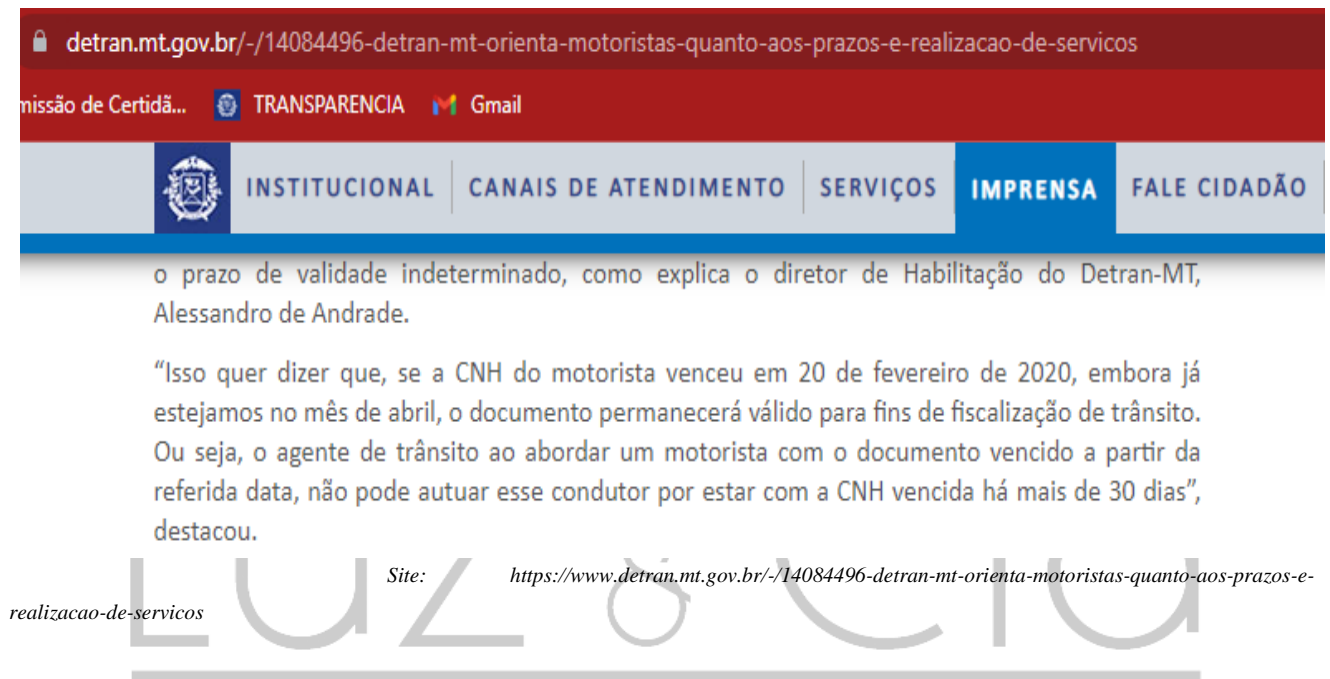 detran.mt.gov.br/-/14084496-detran-mt-orienta-motoristas-quanto-aos-prazos-e-realizacao-de-servicos
missão de Certidã... TRANSPARENCIA Gmail
INSTITUCIONAL CANAIS DE ATENDIMENTO SERVIÇOS IMPRENSA FALE CIDADÃO
o prazo de validade indeterminado, como explica o diretor de Habilitação do Detran-MT,
Alessandro de Andrade.
“Isso quer dizer que, se a CNH do motorista venceu em 20 de fevereiro de 2020, embora já
estejamos no mês de abril, o documento permanecerá válido para fins de fiscalização de trânsito.
Ou seja, o agente de trânsito ao abordar um motorista com o documento vencido a partir da
referida data, não pode autuar esse condutor por estar com a CNH vencida há mais de 30 dias”,
destacou.
Site: https://www.detran.mt.gov.br/-/14084496-detran-mt-orienta-motoristas-quanto-aos-prazos-e-
realizacao-de-servicos
Luz & Cia